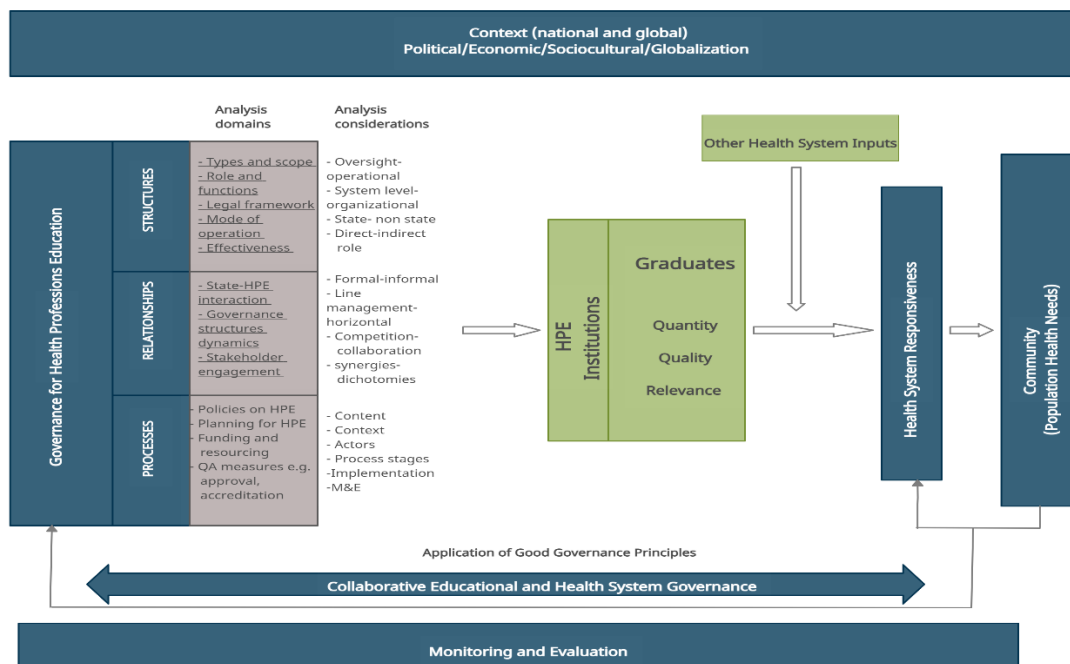 Context (national and global)
Political/Economic/Sociocultural/Globalization
Analysis
domains
Analysis
considerations
Governance for Health Professions Education
STRUCTURES
- Types and scope
- Role and
functions
- Legal framework
- Mode of
operation
- Effectiveness
- Oversight-
operational
- System level-
organizational
- State- non state
- Direct-indirect
role
RELATIONSHIPS
- State-HPE
interaction
- Governance
structures
dynamics
- Stakeholder
engagement
- Formal-informal
- Line
management-
horizontal
- Competition-
collaboration
- synergies-
dichotomies
PROCESSES
- Policies on HPE
- Planning for HPE
- Funding and
resourcing
- QA measures e.g.
approval,
accreditation
- Content
- Context
- Actors
- Process stages
-Implementation
-M&E
HPE
Institutions
Graduates
Quantity
Quality
Relevance
Other Health System Inputs
Health System Responsiveness
Community
(Population Health Needs)
Application of Good Governance Principles
Collaborative Educational and Health System Governance
Monitoring and Evaluation